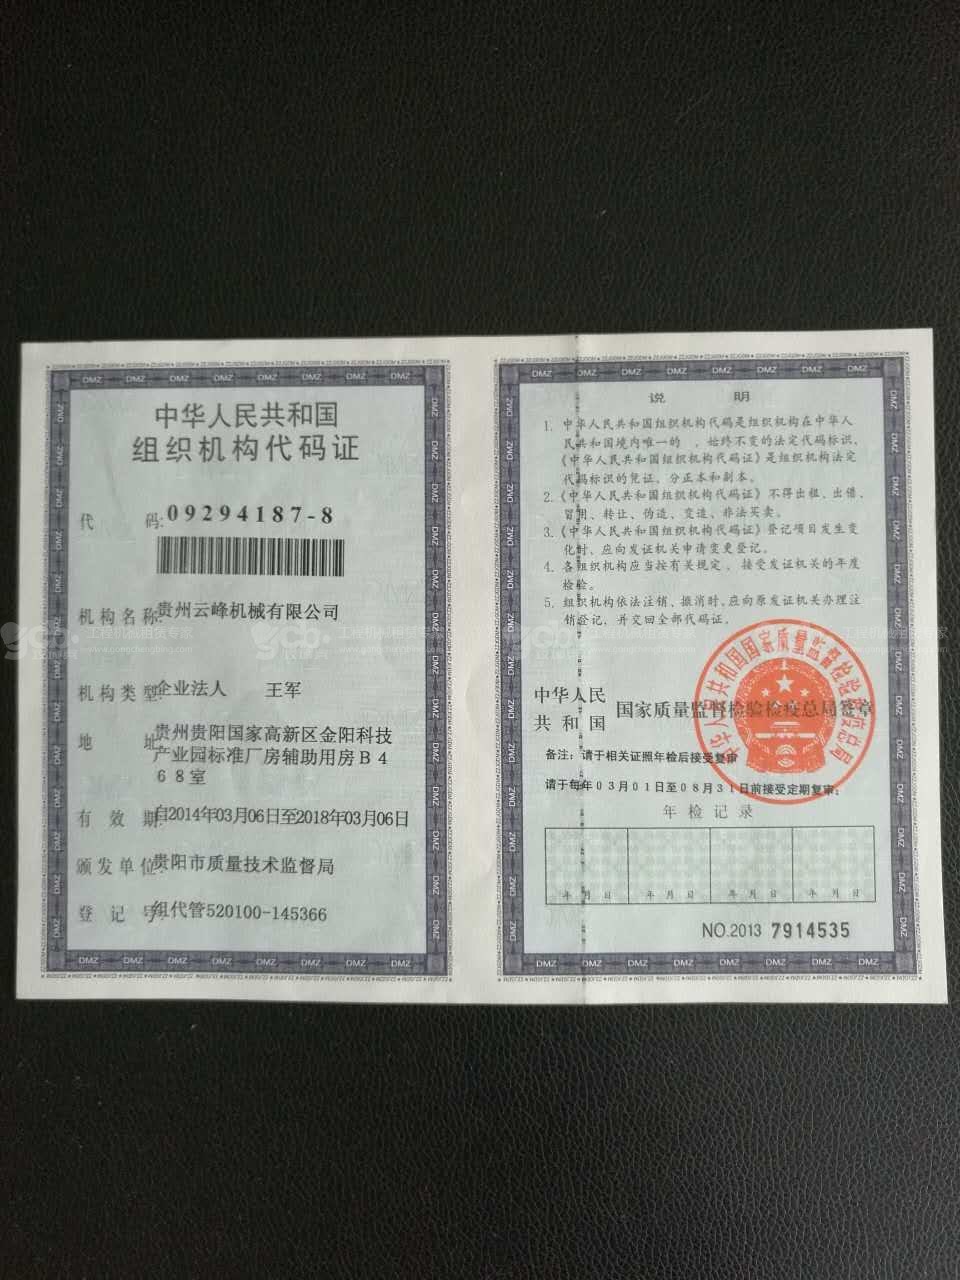 中华人民共和国
组织机构代码证
代 码: 09294187-8
机构名称: 贵州云峰机械有限公司
机构类型: 企业法人 王军
地 址: 贵州贵阳国家高新区金阳科技
产业园标准厂房辅助用房B4
68室
有 效 期: 自2014年03月06日至2018年03月06日
颁发单位: 贵阳市质量技术监督局
登 记 号: 组代管520100-145366
说 明
1. 中华人民共和国组织机构代码是组织机构在中华人
民共和国境内唯一的、始终不变的法定代码标识，
《中华人民共和国组织机构代码证》是组织机构法定
代码标识的凭证，分正本和副本。
2.《中华人民共和国组织机构代码证》不得出租、出借、
冒用、转让、伪造、变造、非法买卖。
3.《中华人民共和国组织机构代码证》登记项目发生变
化时，应向发证机关申请变更登记。
4. 各组织机构应当按有关规定，接受发证机关的年度
检验。
5. 组织机构依法注销、撤消时，应向原发证机关办理注
销登记，并交回全部代码证。
中华人民
共和国 国家质量监督检验检疫总局签章
中华人民共和国国家质量监督检验检疫总局
备注：请于相关证照年检后接受复审
请于每年03月01日至08月31日前接受定期复审；
年检记录
年 月 日 年 月 日 年 月 日 年 月 日
NO.2013 7914535